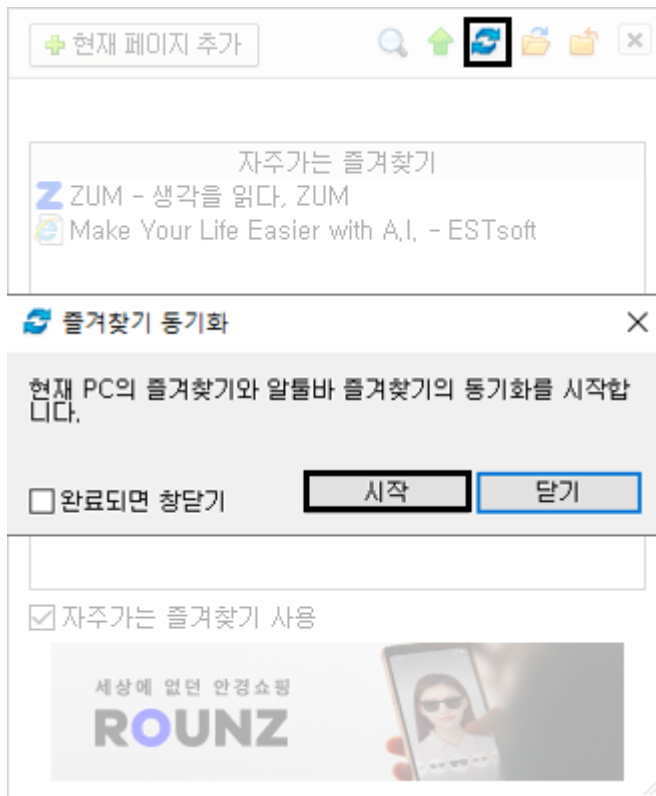 현재 페이지 추가
자주가는 즐겨찾기
ZUM - 생각을 읽다, ZUM
Make Your Life Easier with A.I. - ESTsoft
즐겨찾기 동기화
현재 PC의 즐겨찾기와 알툴바 즐겨찾기의 동기화를 시작합
니다.
완료되면 창닫기 시작 닫기
자주가는 즐겨찾기 사용
세상에 없던 안경쇼핑
ROUNZ